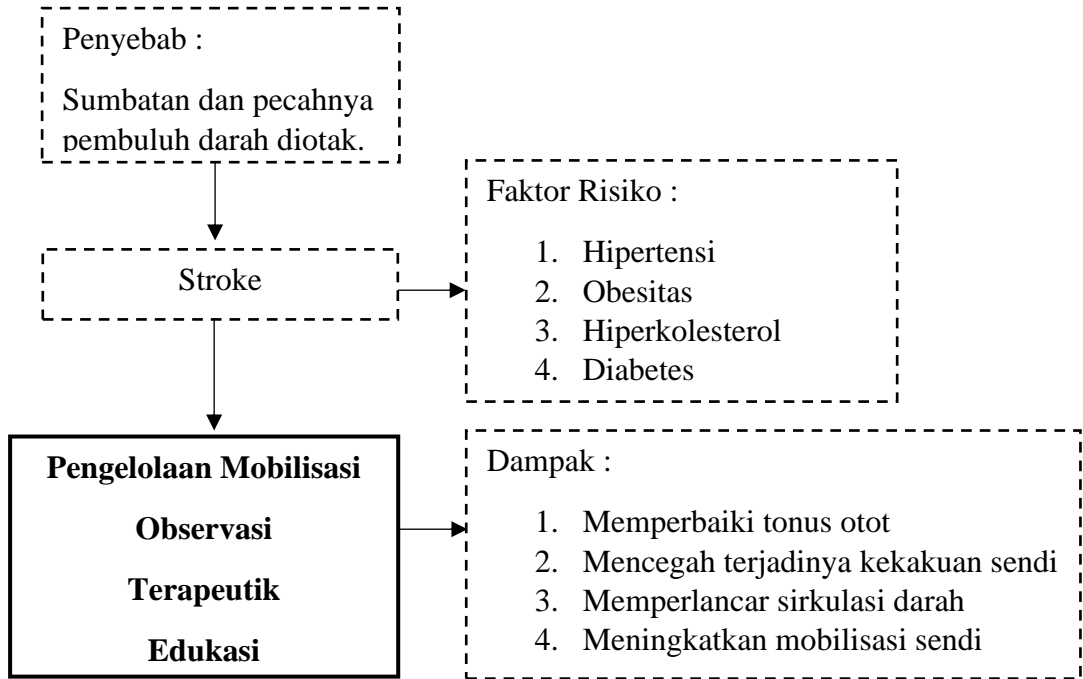 Penyebab :
Sumbatan dan pecahnya
pembuluh darah diotak.
Stroke
Faktor Risiko :
1. Hipertensi
2. Obesitas
3. Hiperkolesterol
4. Diabetes
Pengelolaan Mobilisasi
Observasi
Terapeutik
Edukasi
Dampak :
1. Memperbaiki tonus otot
2. Mencegah terjadinya kekakuan sendi
3. Memperlancar sirkulasi darah
4. Meningkatkan mobilisasi sendi